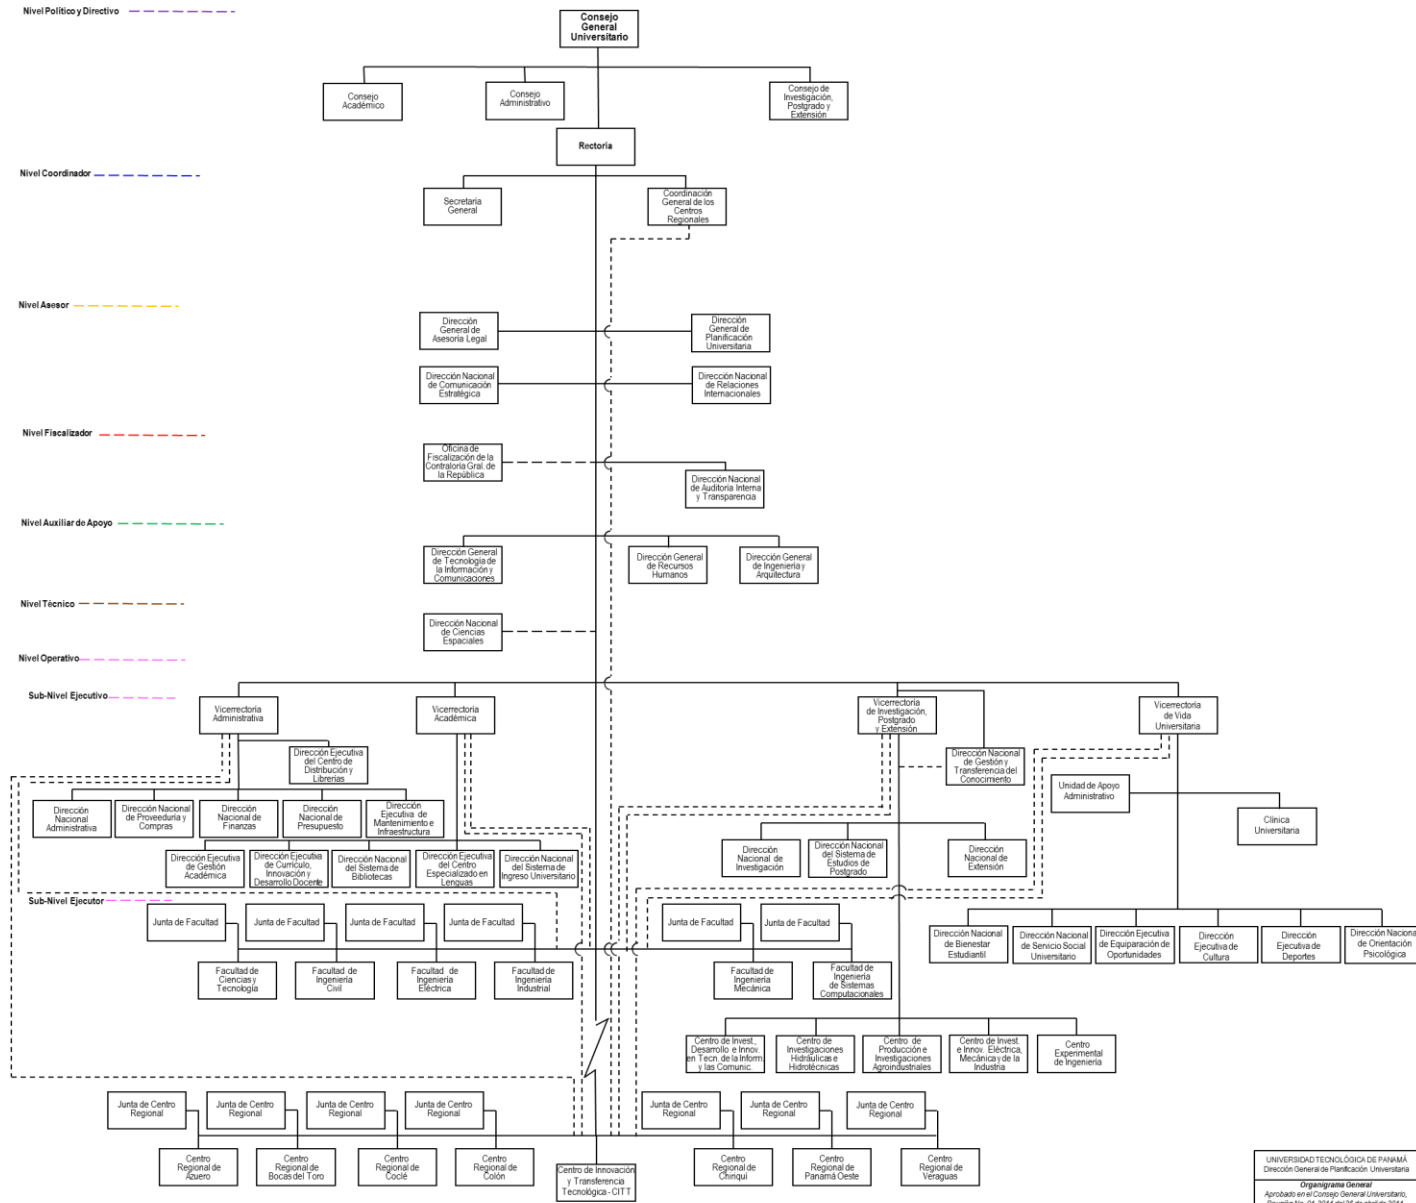 Nivel Político y Directivo
Consejo
General
Universitario
Consejo
Académico
Consejo
Administrativo
Consejo de
Investigación,
Postgrado y
Extensión
Rectoría
Nivel Coordinador
Secretaría
General
Coordinación
General de los
Centros
Regionales
Nivel Asesor
Dirección
General de
Asesoría Legal
Dirección
General de
Planificación
Universitaria
Dirección Nacional
de Comunicación
Estratégica
Dirección Nacional
de Relaciones
Internacionales
Nivel Fiscalizador
Oficina de
Fiscalización de la
Contraloría Gral. de
la República
Dirección Nacional
de Auditoría Interna
y Transparencia
Nivel Auxiliar de Apoyo
Dirección General
de Tecnología de
la Información y
Comunicaciones
Dirección General
de Recursos
Humanos
Dirección General
de Ingeniería y
Arquitectura
Nivel Técnico
Dirección Nacional
de Ciencias
Espaciales
Nivel Operativo
Sub-Nivel Ejecutivo
Vicerrectoría
Administrativa
Vicerrectoría
Académica
Vicerrectoría
de Investigación,
Postgrado
y Extensión
Vicerrectoría
de Vida
Universitaria
Dirección Ejecutiva
del Centro de
Distribución y
Librerías
Dirección Nacional
de Gestión y
Transferencia del
Conocimiento
Unidad de Apoyo
Administrativo
Clínica
Universitaria
Dirección
Nacional
Administrativa
Dirección Nacional
de Proveeduría y
Compras
Dirección
Nacional de
Finanzas
Dirección
Nacional de
Presupuesto
Dirección
Ejecutiva de
Mantenimiento e
Infraestructura
Dirección Ejecutiva
de Gestión
Académica
Dirección Ejecutiva
de Currículo,
Innovación y
Desarrollo Docente
Dirección Nacional
del Sistema de
Bibliotecas
Dirección Ejecutiva
del Centro
Especializado en
Lenguas
Dirección Nacional
del Sistema de
Ingreso Universitario
Dirección
Nacional de
Investigación
Dirección Nacional
del Sistema de
Estudios de
Postgrado
Dirección
Nacional de
Extensión
Sub-Nivel Ejecutor
Junta de Facultad
Junta de Facultad
Junta de Facultad
Junta de Facultad
Junta de Facultad
Junta de Facultad
Dirección Nacional
de Bienestar
Estudiantil
Dirección Nacional
de Servicio Social
Universitario
Dirección Ejecutiva
de Equiparación de
Oportunidades
Dirección
Ejecutiva de
Cultura
Dirección
Ejecutiva de
Deportes
Dirección Nacional
de Orientación
Psicológica
Facultad de
Ciencias y
Tecnología
Facultad de
Ingeniería
Civil
Facultad de
Ingeniería
Eléctrica
Facultad de
Ingeniería
Industrial
Facultad de
Ingeniería
Mecánica
Facultad de
Ingeniería
de Sistemas
Computacionales
Centro de Invest.,
Desarrollo e Innov.
en Tecn. de la Inform.
y las Comunic.
Centro de
Investigaciones
Hidráulicas e
Hidrotécnicas
Centro de
Producción e
Investigaciones
Agroindustriales
Centro de Invest.
e Innov. Eléctrica,
Mecánica y de la
Industria
Centro
Experimental
de Ingeniería
Junta de Centro
Regional
Junta de Centro
Regional
Junta de Centro
Regional
Junta de Centro
Regional
Junta de Centro
Regional
Junta de Centro
Regional
Junta de Centro
Regional
Centro
Regional de
Azuero
Centro
Regional de
Bocas del Toro
Centro
Regional de
Coclé
Centro
Regional de
Colón
Centro de Innovación
y Transferencia
Tecnológica - CITT
Centro
Regional de
Chiriquí
Centro
Regional de
Panamá Oeste
Centro
Regional de
Veraguas
UNIVERSIDAD TECNOLÓGICA DE PANAMÁ
Dirección General de Planificación Universitaria
Organigrama General
Aprobado en el Consejo General Universitario,